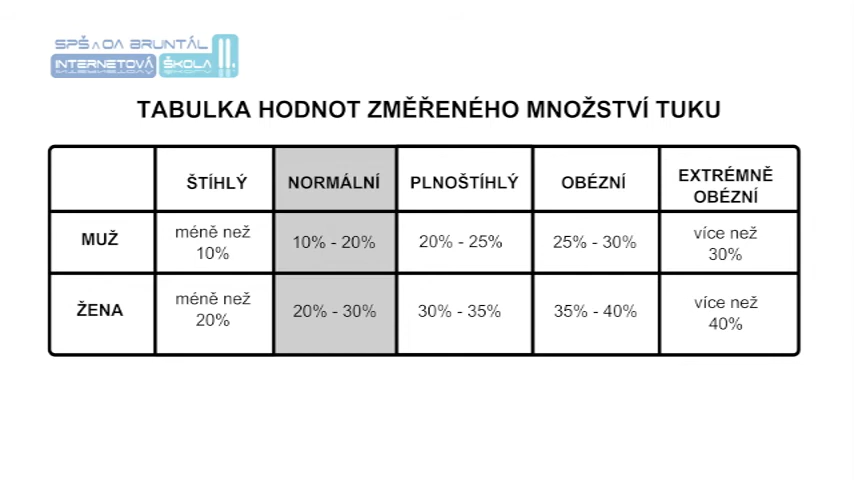 SPŠ A OA BRUNTÁL
INTERNETOVÁ ŠKOLA II.
TABULKA HODNOT ZMĚŘENÉHO MNOŽSTVÍ TUKU
ŠTÍHLÝ NORMÁLNÍ PLNOŠTÍHLÝ OBÉZNÍ EXTRÉMNĚ
OBÉZNÍ
MUŽ méně než 10% - 20% 20% - 25% 25% - 30% více než
10% 30%
ŽENA méně než 20% - 30% 30% - 35% 35% - 40% více než
20% 40%